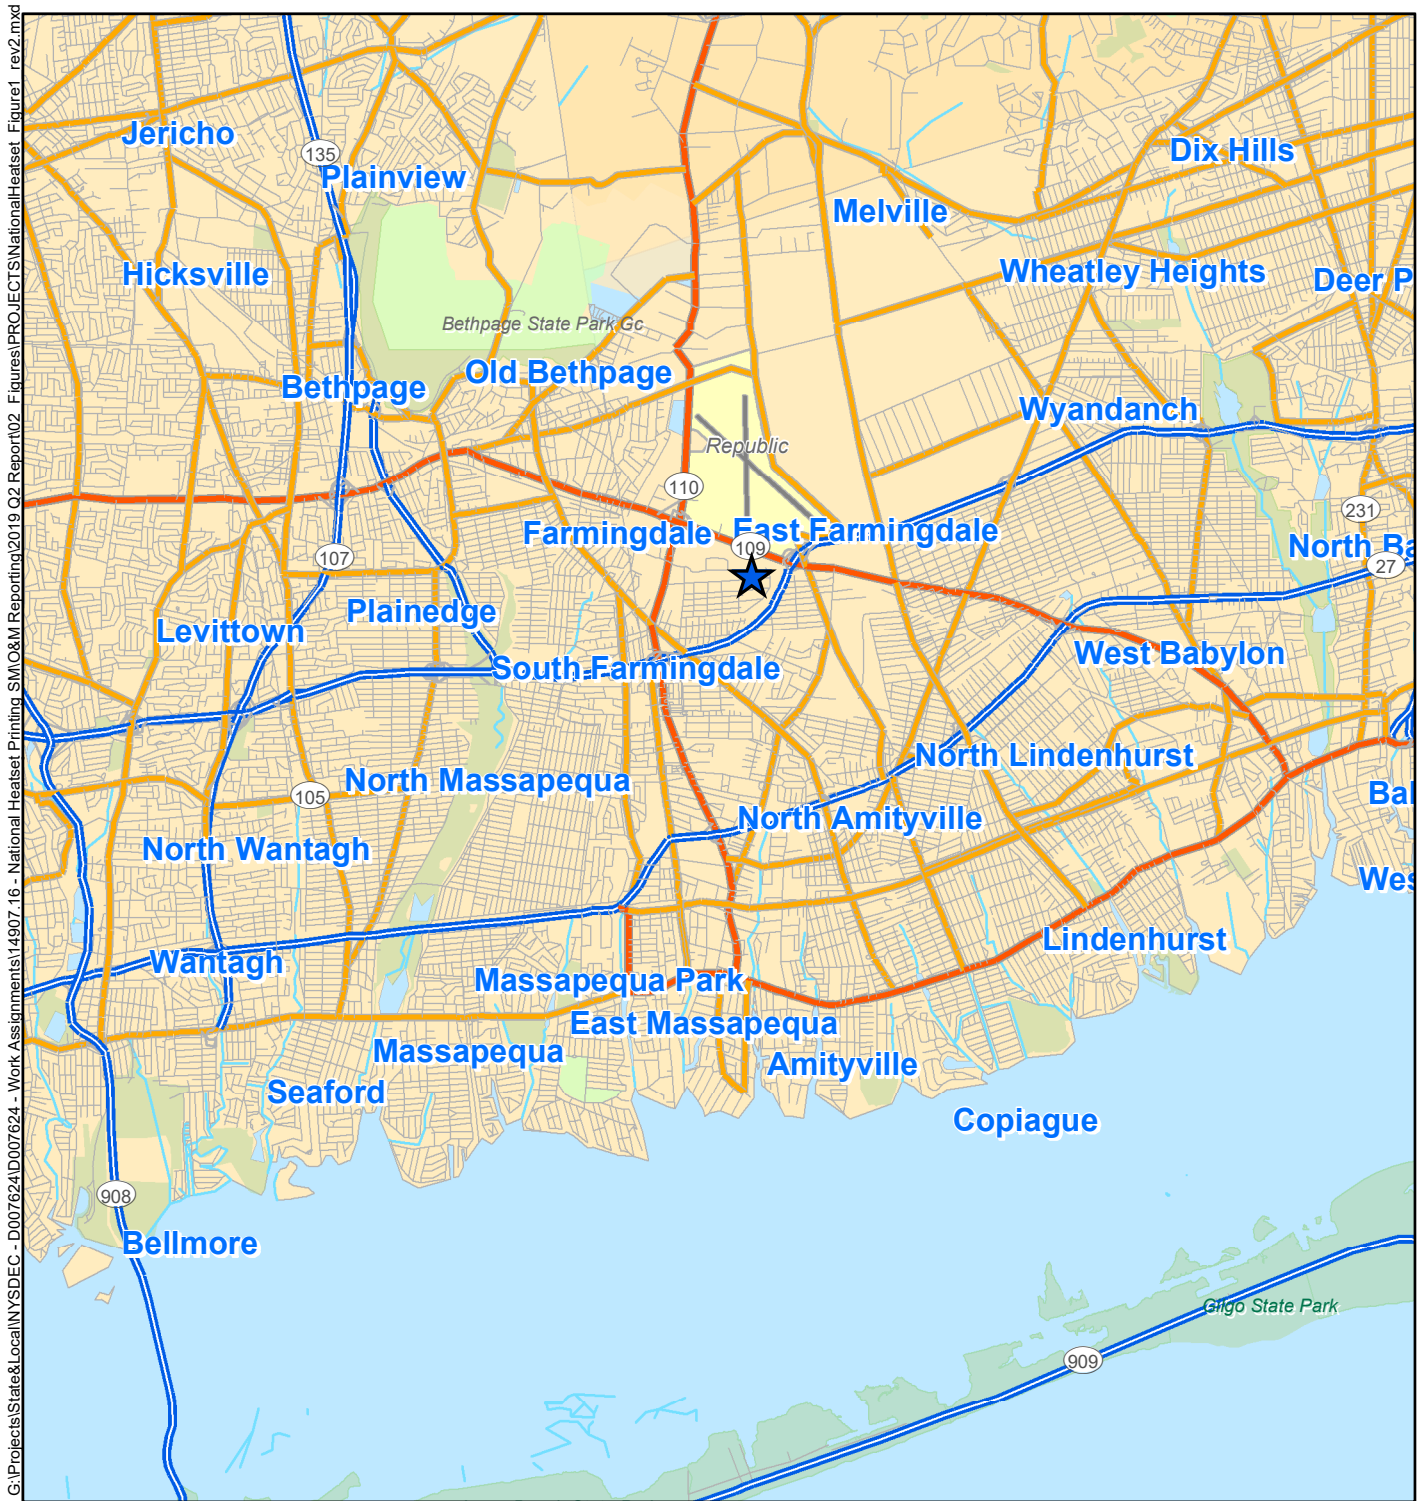 G:\Projects\State&Local\NYSDEC - D007624\D007624 - Work Assignments\14907.16 - National Heatset Printing SMO&M Reporting\2019 Q2 Report\02_Figures\PROJECTS\NationalHeatset_Figure1_rev2.mxd
Jericho
135
Dix Hills
Plainview
Melville
Hicksville
Wheatley Heights
Deer P
Bethpage State Park Gc
Old Bethpage
Bethpage
Wyandanch
Republic
110
231
Farmingdale
East Farmingdale
109
North Ba
107
27
Plainedge
Levittown
West Babylon
South Farmingdale
North Lindenhurst
North Massapequa
105
Bal
North Amityville
North Wantagh
Wes
Lindenhurst
Wantagh
Massapequa Park
East Massapequa
Massapequa
Amityville
Seaford
Copiague
908
Bellmore
Gilgo State Park
909